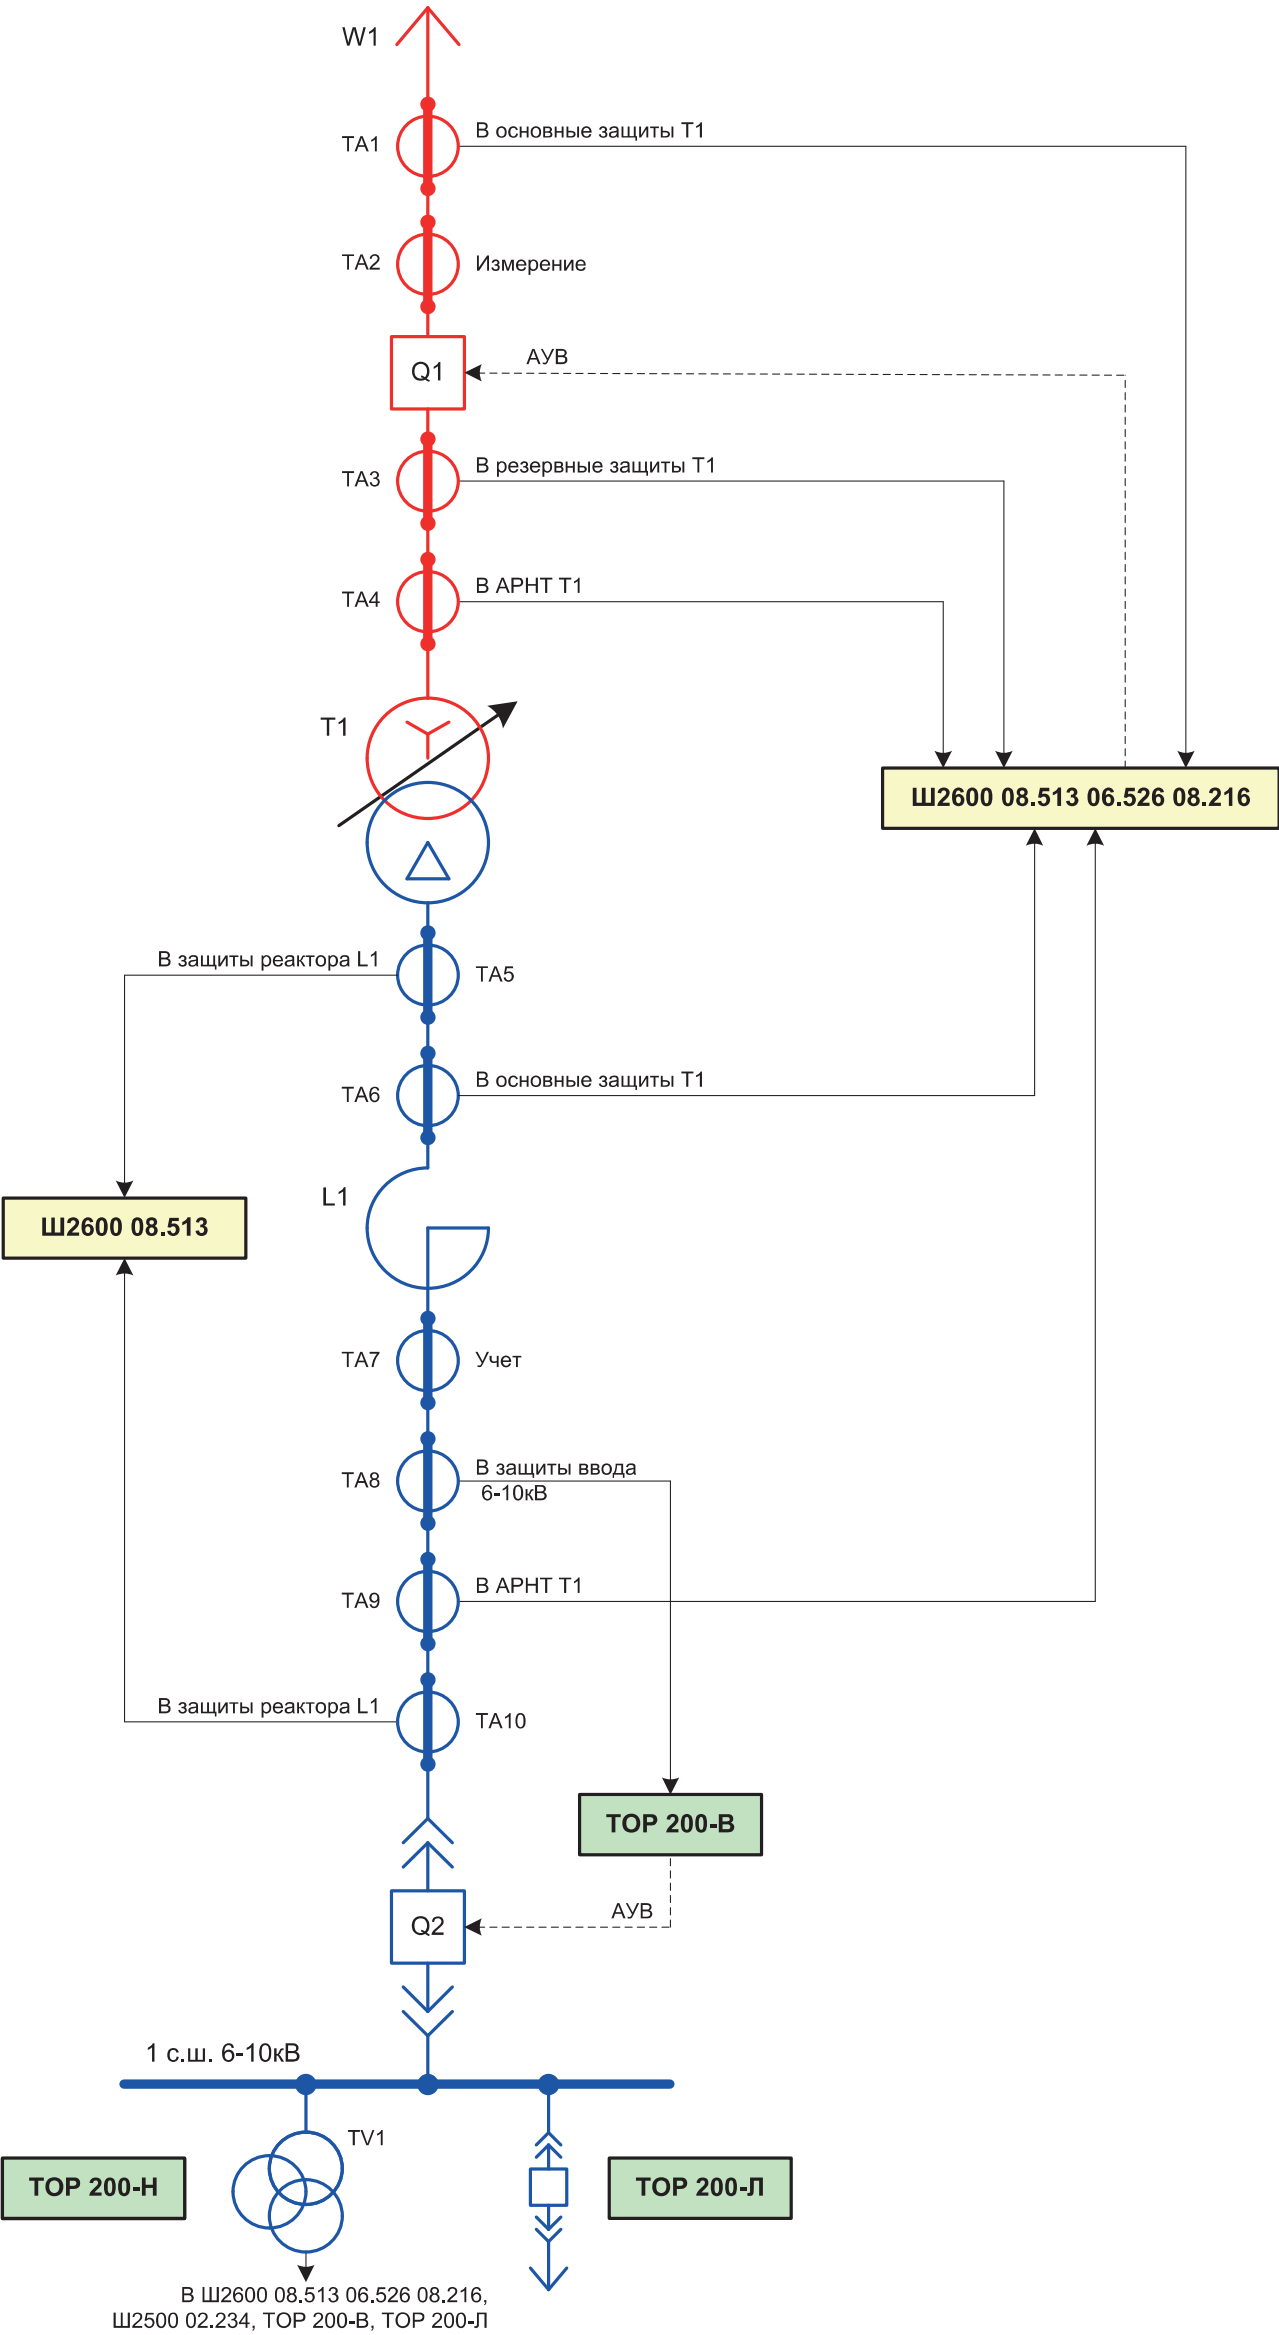 W1
TA1
В основные защиты Т1
TA2
Измерение
Q1
АУВ
TA3
В резервные защиты Т1
TA4
В АРНТ Т1
T1
Ш2600 08.513 06.526 08.216
В защиты реактора L1
TA5
TA6
В основные защиты Т1
L1
Ш2600 08.513
TA7
Учет
TA8
В защиты ввода
6-10кВ
TA9
В АРНТ Т1
В защиты реактора L1
TA10
ТОР 200-В
Q2
АУВ
1 с.ш. 6-10кВ
TV1
ТОР 200-Н
ТОР 200-Л
В Ш2600 08.513 06.526 08.216,
Ш2500 02.234, ТОР 200-В, ТОР 200-Л